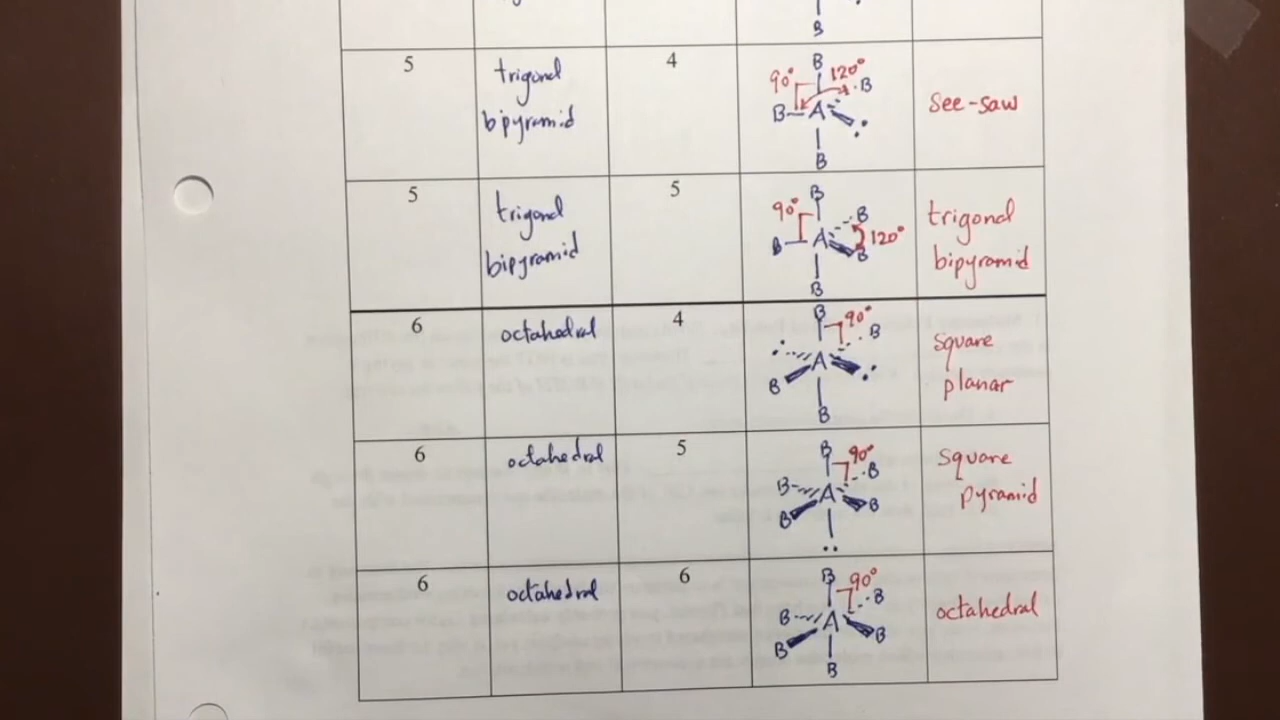 B
5
trigonal
bipyramid
4
B
90°
120°
B
B
A
B
see-saw
5
trigonal
bipyramid
5
B
90°
B
B
A
120°
B
B
trigonal
bipyramid
6
octahedral
4
B
90°
B
A
B
B
square
planar
6
octahedral
5
B
90°
B
B
A
B
B
square
pyramid
6
octahedral
6
B
90°
B
B
A
B
B
B
octahedral